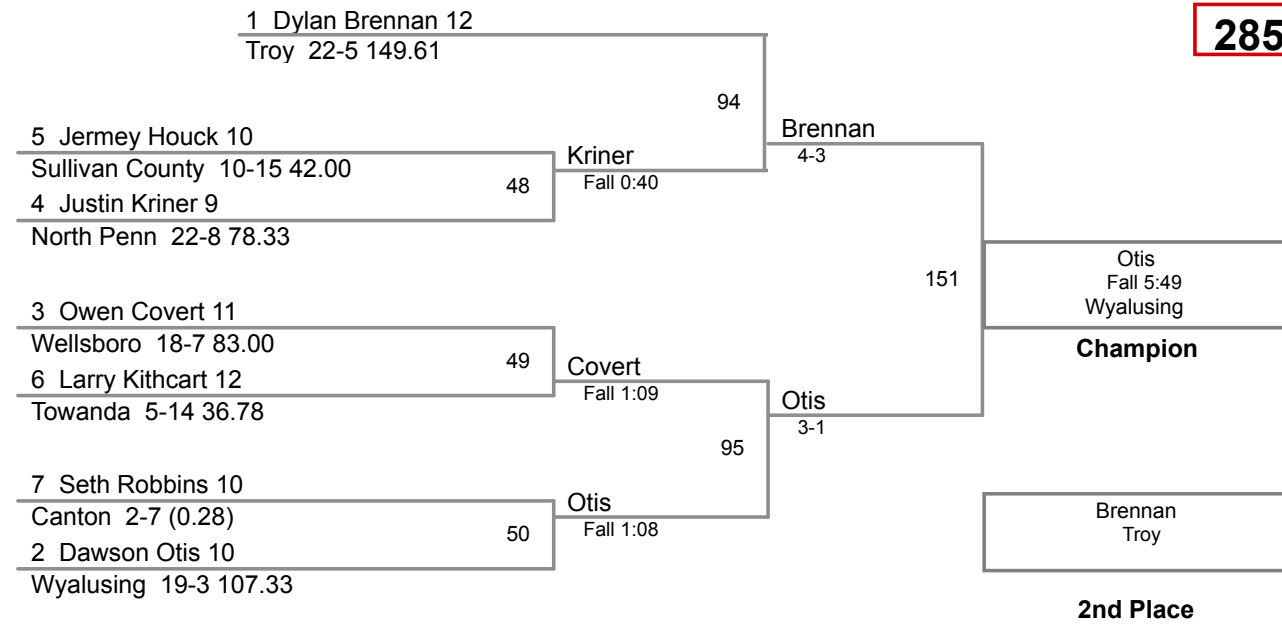 1 Dylan Brennan 12
Troy 22-5 149.61
285
94
Brennan
4-3
5 Jermey Houck 10
Sullivan County 10-15 42.00
48
Kriner
Fall 0:40
4 Justin Kriner 9
North Penn 22-8 78.33
151
Otis
Fall 5:49
Wyalusing
Champion
3 Owen Covert 11
Wellsboro 18-7 83.00
49
Covert
Fall 1:09
6 Larry Kithcart 12
Towanda 5-14 36.78
Otis
3-1
95
7 Seth Robbins 10
Canton 2-7 (0.28)
50
Otis
Fall 1:08
2 Dawson Otis 10
Wyalusing 19-3 107.33
Brennan
Troy
2nd Place